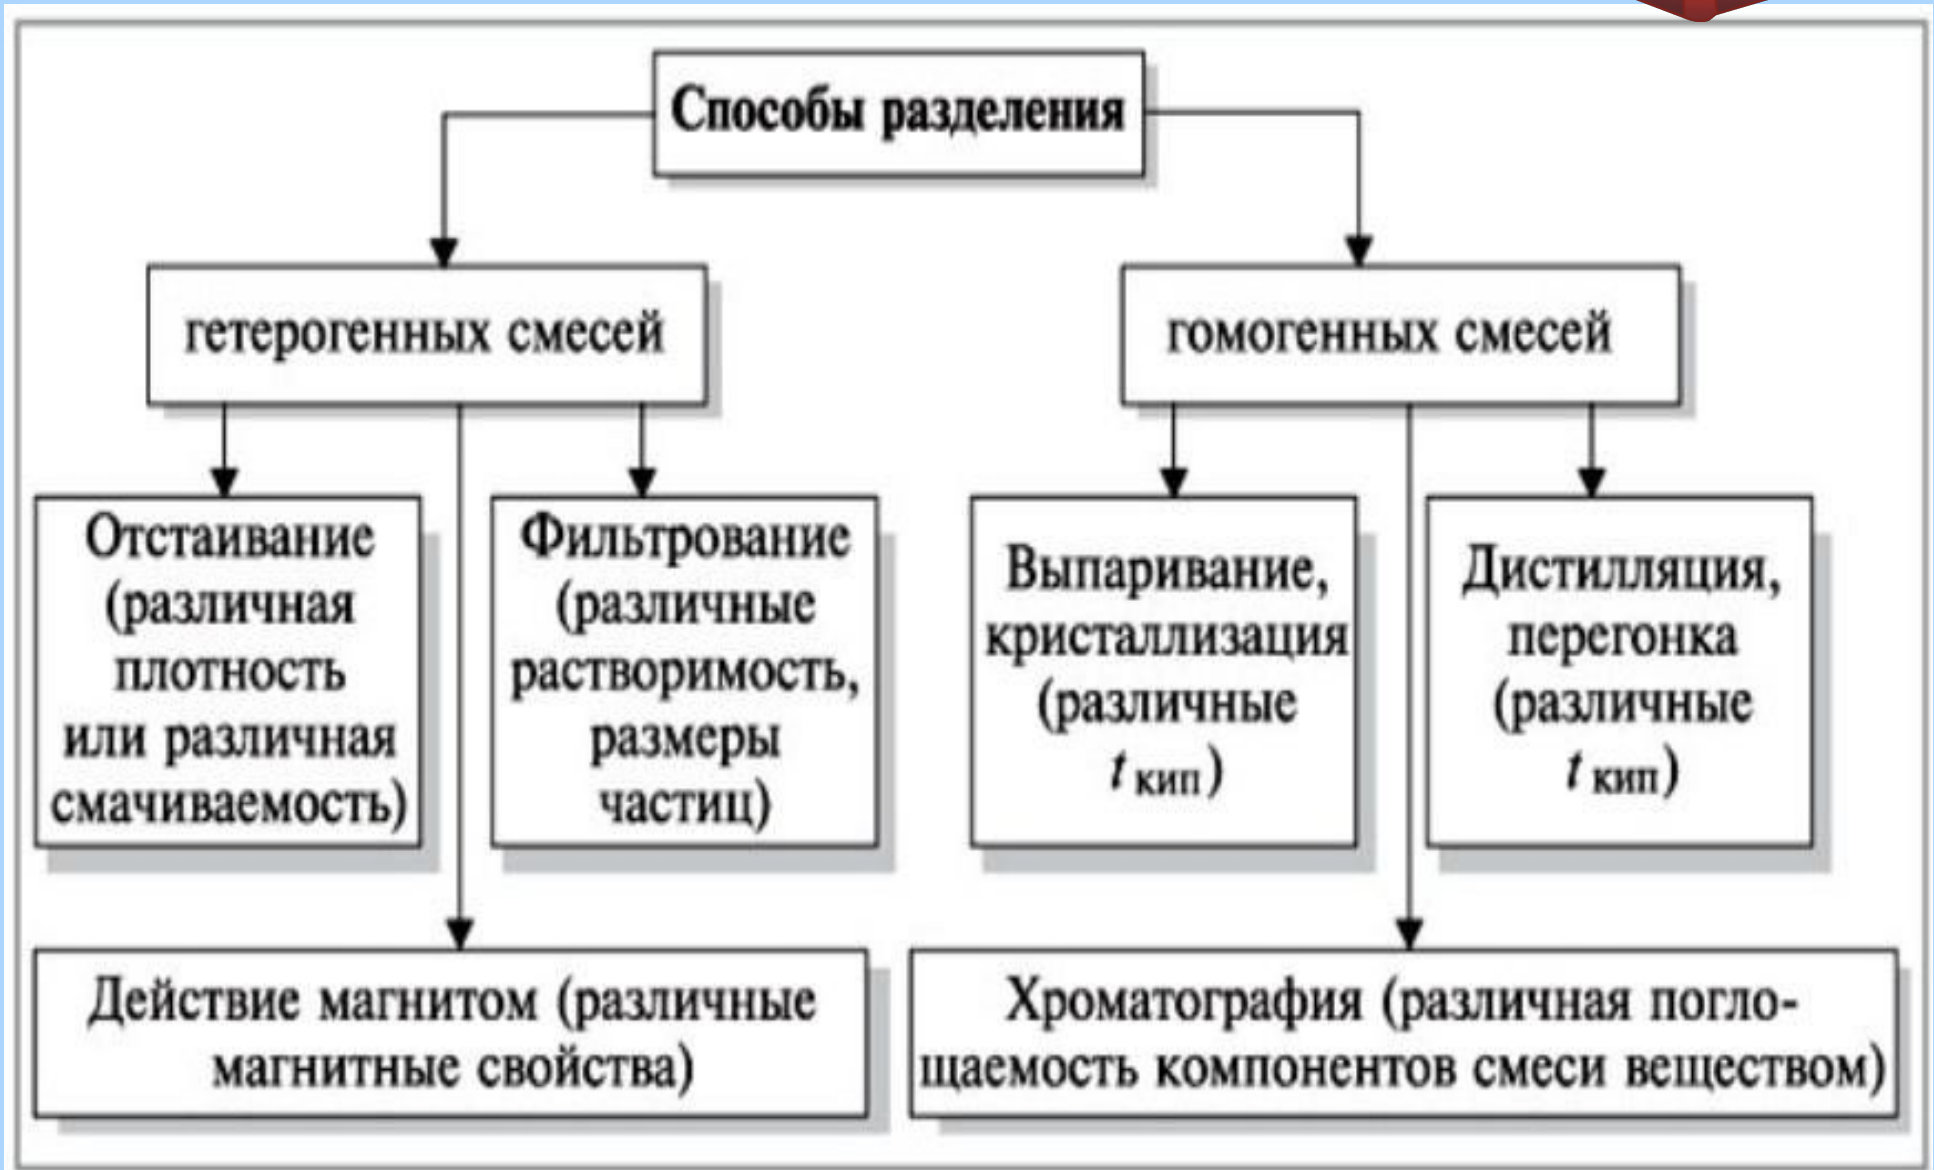 Способы разделения
гетерогенных смесей
гомогенных смесей
Отстаивание
(различная
плотность
или различная
смачиваемость)
Фильтрование
(различные
растворимость,
размеры
частиц)
Выпаривание,
кристаллизация
(различные
t кип)
Дистилляция,
перегонка
(различные
t кип)
Действие магнитом (различные
магнитные свойства)
Хроматография (различная погло-
щаемость компонентов смеси веществом)